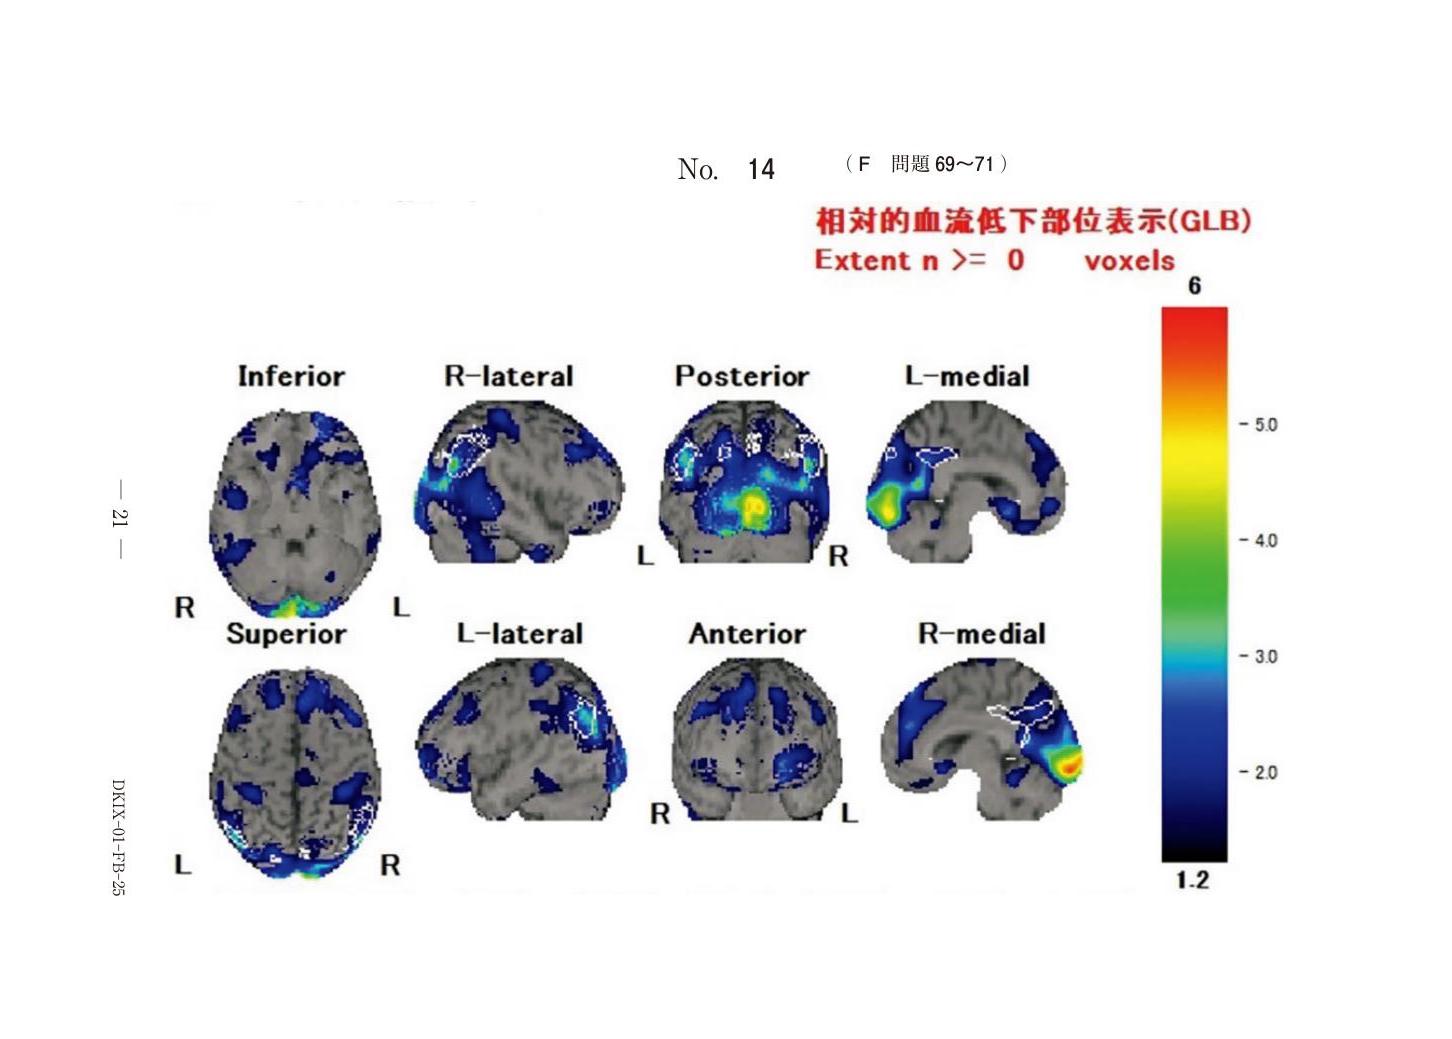 No. 14 (F 問題69〜71)
相対的血流低下部位表示(GLB)
Extent n >= 0 voxels
6
Inferior R-lateral Posterior L-medial
5.0
4.0
L R
R L
3.0
Superior L-lateral Anterior R-medial
2.0
R L
L R
1.2
— 21 —
DKIX-01-FB-25